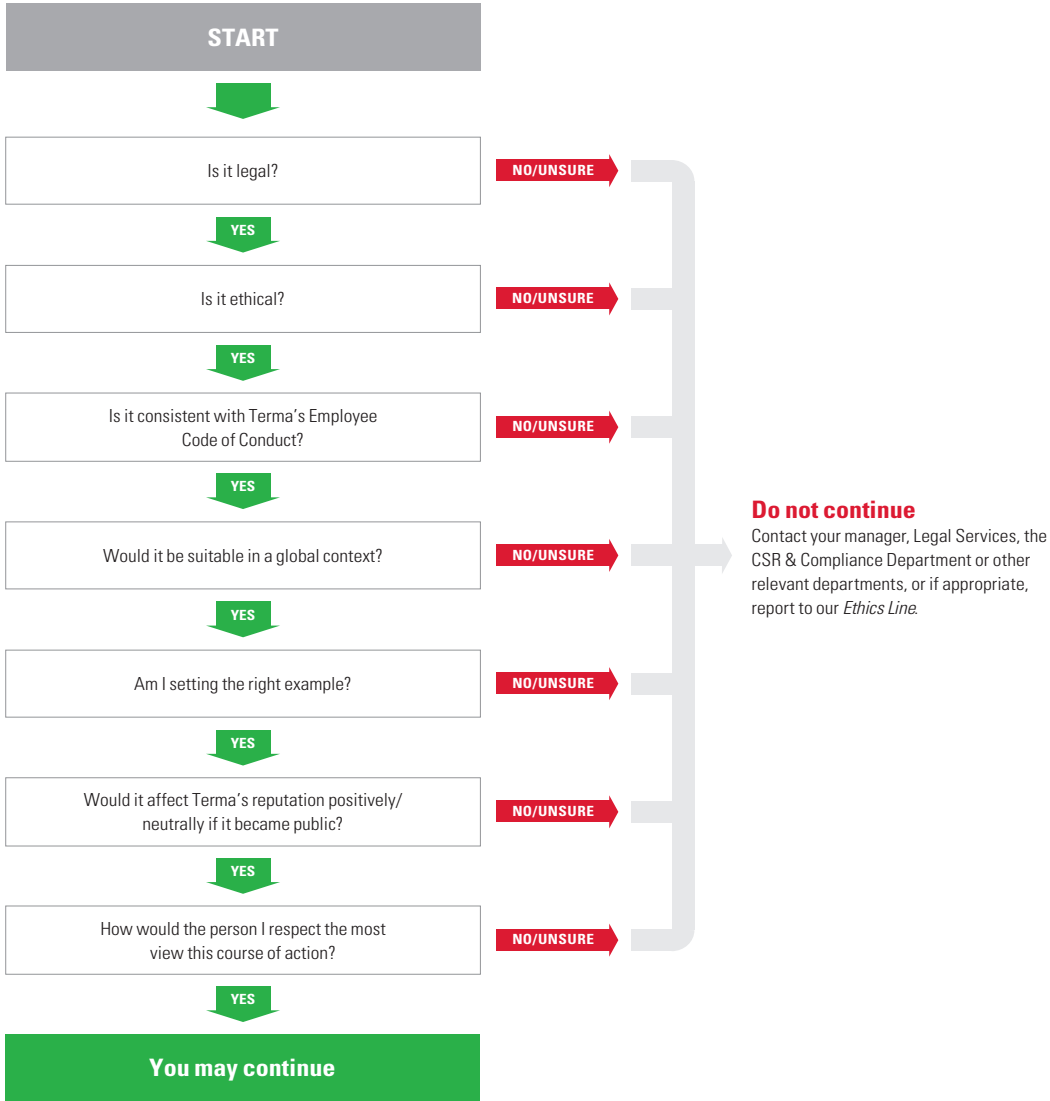 START
Is it legal?
NO/UNSURE
YES
Is it ethical?
NO/UNSURE
YES
Is it consistent with Terma’s Employee
Code of Conduct?
NO/UNSURE
YES
Would it be suitable in a global context?
NO/UNSURE
Do not continue
Contact your manager, Legal Services, the
CSR & Compliance Department or other
relevant departments, or if appropriate,
report to our Ethics Line.
YES
Am I setting the right example?
NO/UNSURE
YES
Would it affect Terma’s reputation positively/
neutrally if it became public?
NO/UNSURE
YES
How would the person I respect the most
view this course of action?
NO/UNSURE
YES
You may continue